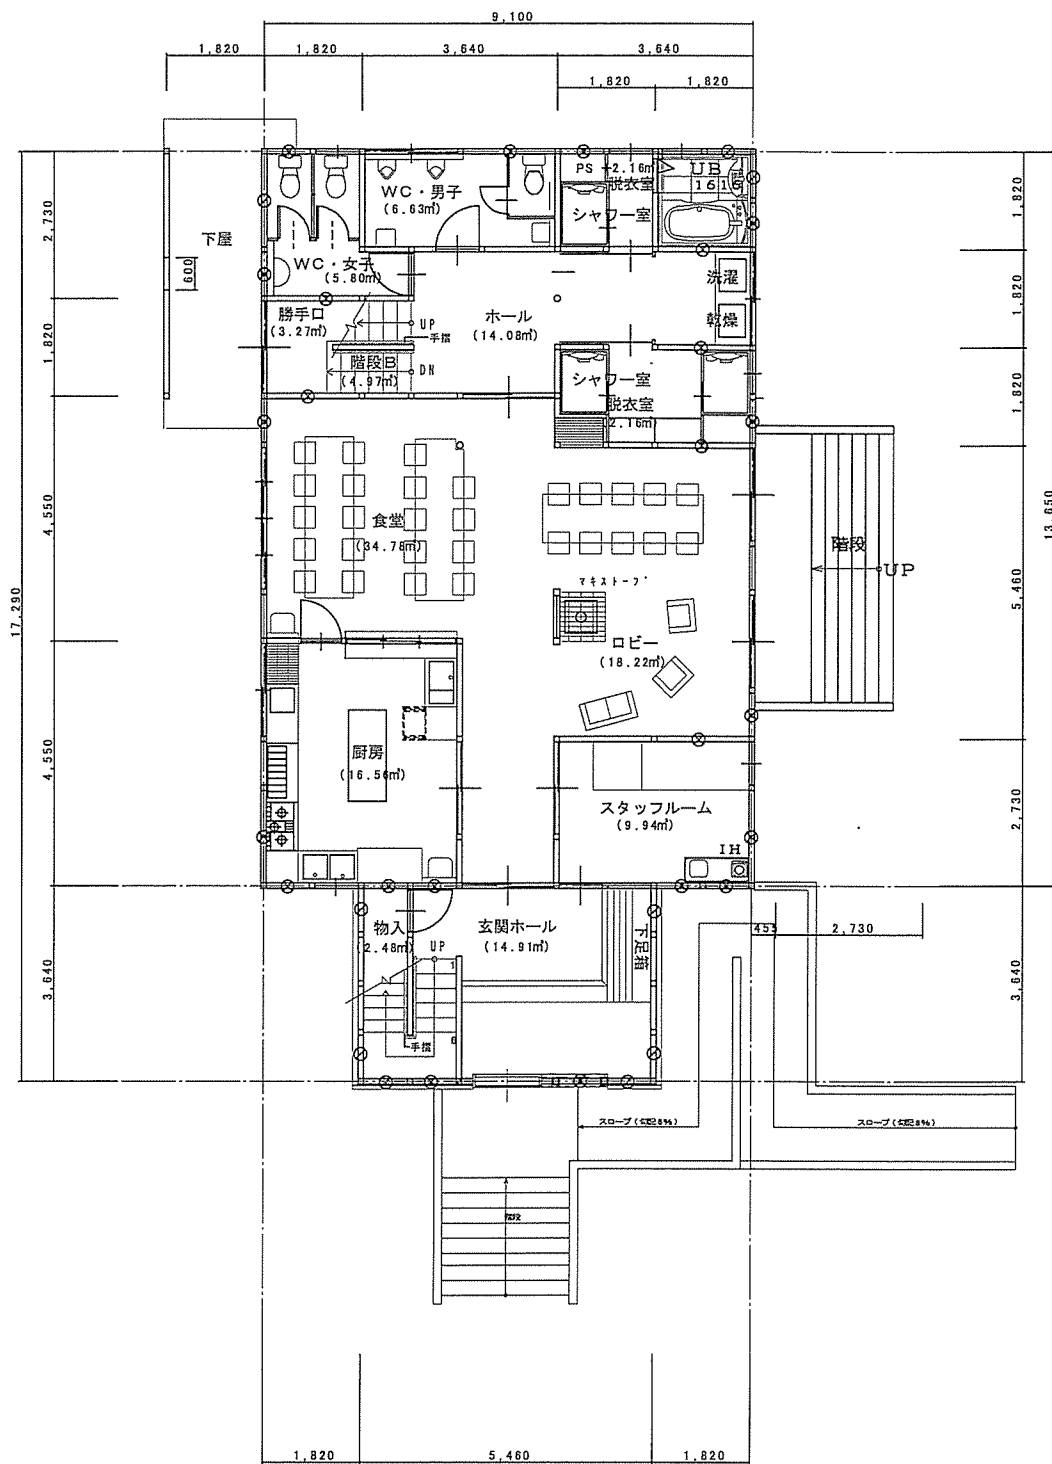 9,100
1,820
1,820
3,640
3,640
1,820
1,820
2,730
1,820
4,550
4,550
3,640
17,290
600
下屋
WC・男子
(6.63㎡)
PS
2.16㎡
脱衣室
シャワー室
UB
1616
WC・女子
(5.80㎡)
勝手口
(3.27㎡)
UP
手摺
ホール
(14.08㎡)
洗濯
乾燥
階段B
(4.97㎡)
DN
シャワー室
脱衣室
2.16㎡
食堂
(34.78㎡)
マキストーブ
ロビー
(18.22㎡)
階段
UP
厨房
(16.56㎡)
スタッフルーム
(9.94㎡)
IH
物入
(2.48㎡)
UP
1
6
手摺
玄関ホール
(14.91㎡)
下足箱
455
2,730
1,820
1,820
1,820
5,460
2,730
3,640
13,650
スロープ(勾配8%)
スロープ(勾配8%)
階段
1,820
5,460
1,820